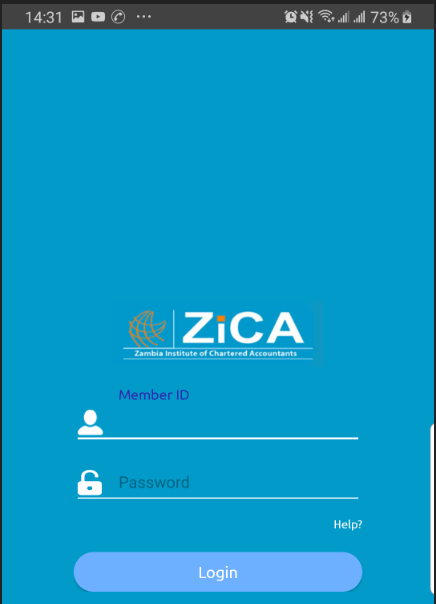 14:31 73%
ZiCA
Zambia Institute of Chartered Accountants
Member ID
Password
Help?
Login